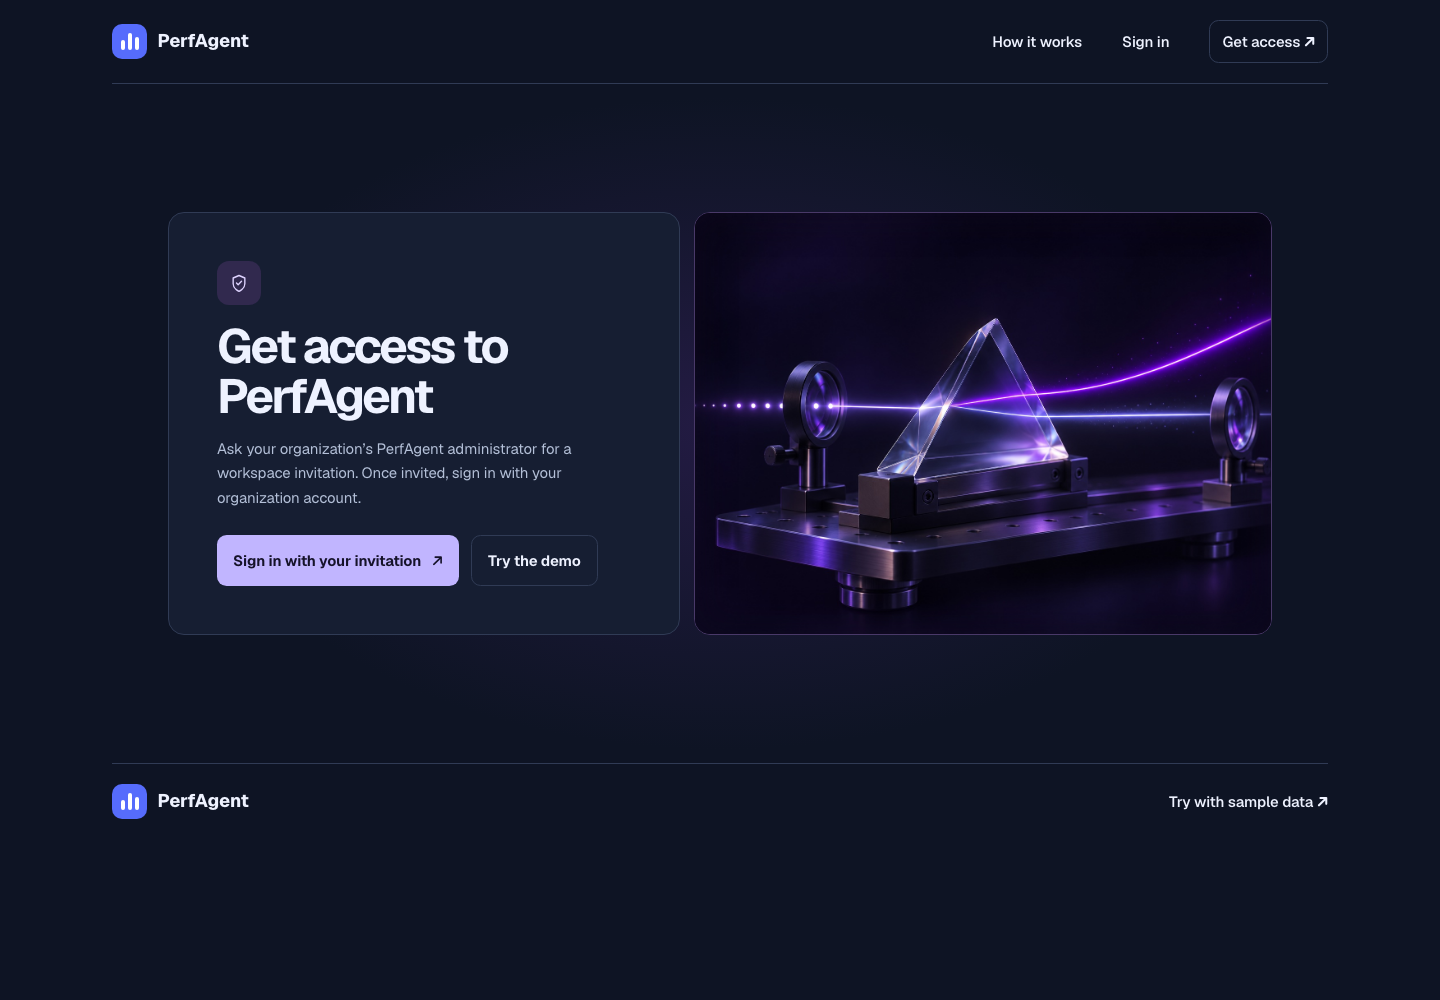 PerfAgent
How it works
Sign in
Get access
Get access to
PerfAgent
Ask your organization’s PerfAgent administrator for a
workspace invitation. Once invited, sign in with your
organization account.
Sign in with your invitation
Try the demo
PerfAgent
Try with sample data